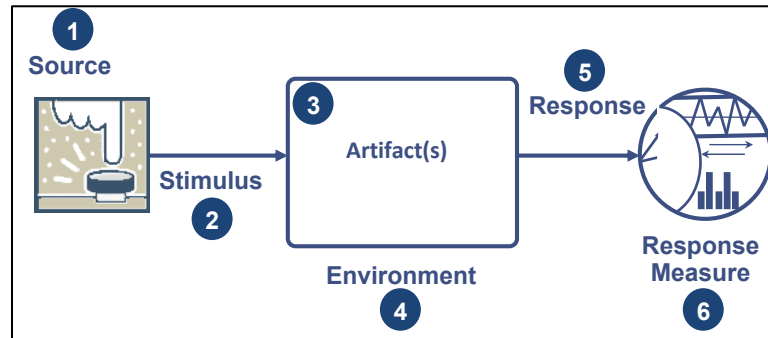 1
Source
Stimulus
2
3
Artifact(s)
Environment
4
5
Response
Response
Measure
6